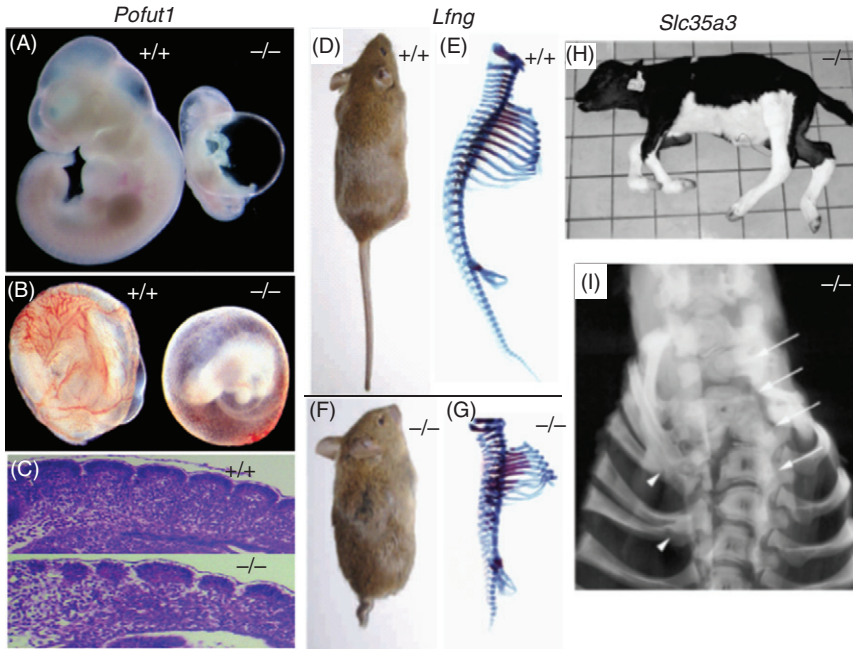 Pofut1
Lfng
Slc35a3
(A)
+/+
–/–
(B)
+/+
–/–
(C)
+/+
–/–
(D)
+/+
(E)
+/+
(F)
–/–
(G)
–/–
(H)
–/–
(I)
–/–